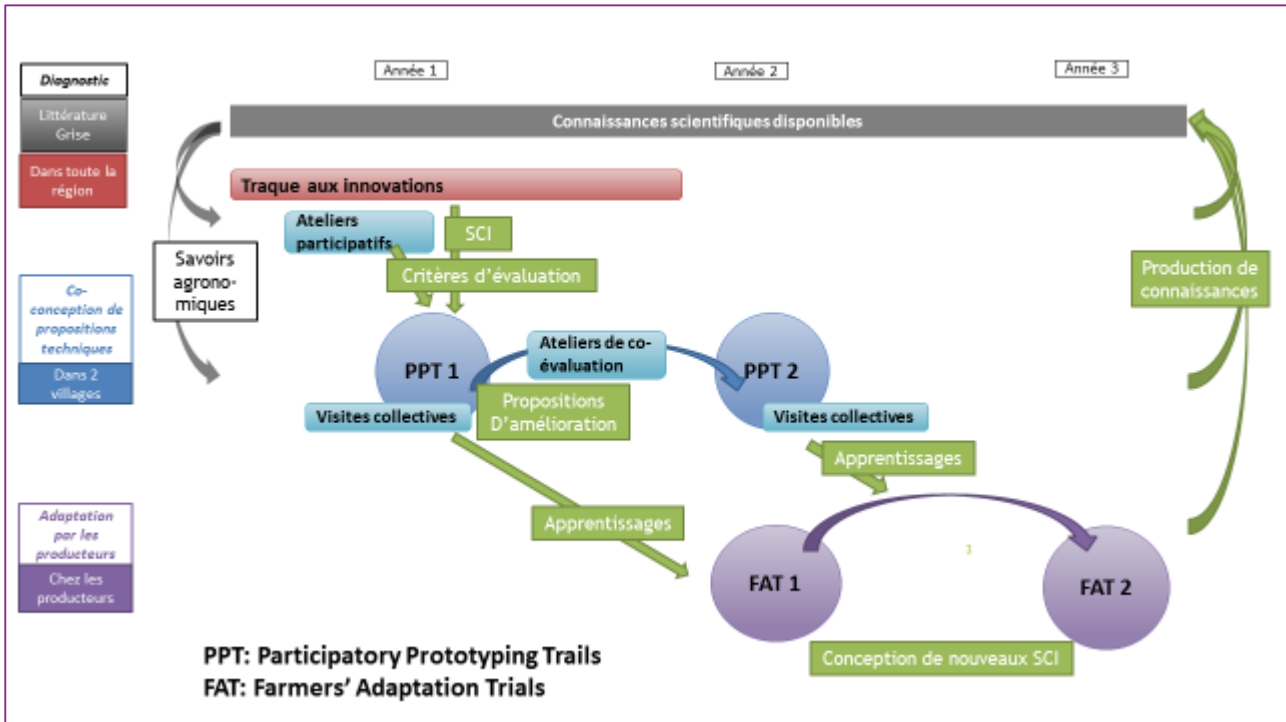 Année 1
Année 2
Année 3
Diagnostic
Littérature
Grise
Dans toute la
région
Connaissances scientifiques disponibles
Traque aux innovations
Ateliers
participatifs
SCI
Critères d'évaluation
Savoirs
agrono-
miques
Production de
connaissances
Co-
conception de
propositions
techniques
Dans 2
villages
PPT 1
Ateliers de co-
évaluation
PPT 2
Visites collectives
Propositions
D'amélioration
Visites collectives
Apprentissages
Apprentissages
Adaptation
par les
producteurs
Chez les
producteurs
FAT 1
FAT 2
3
Conception de nouveaux SCI
PPT: Participatory Prototyping Trails
FAT: Farmers' Adaptation Trials